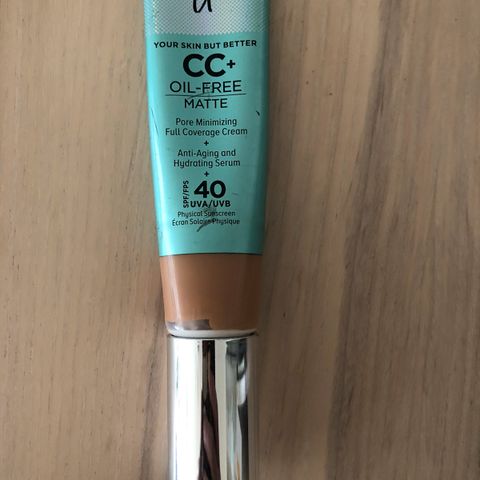 YOUR SKIN BUT BETTER
CC+
OIL-FREE
MATTE
Pore Minimizing
Full Coverage Cream
+
Anti-Aging and
Hydrating Serum
+
SPF/FPS 40
UVA/UVB
Physical Sunscreen
Écran Solaire Physique